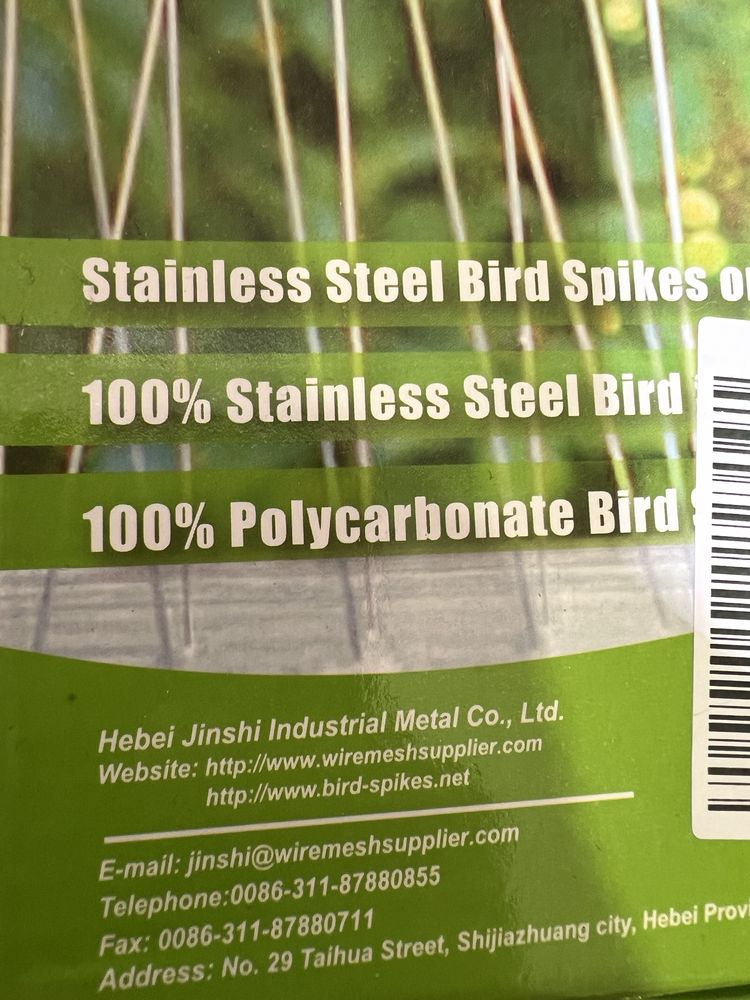 Stainless Steel Bird Spikes
100% Stainless Steel Bird
100% Polycarbonate Bird
Hebei Jinshi Industrial Metal Co., Ltd.
Website: http://www.wiremeshsupplier.com
http://www.bird-spikes.net
E-mail: jinshi@wiremeshsupplier.com
Telephone:0086-311-87880855
Fax: 0086-311-87880711
Address: No. 29 Taihua Street, Shijiazhuang city, Hebei